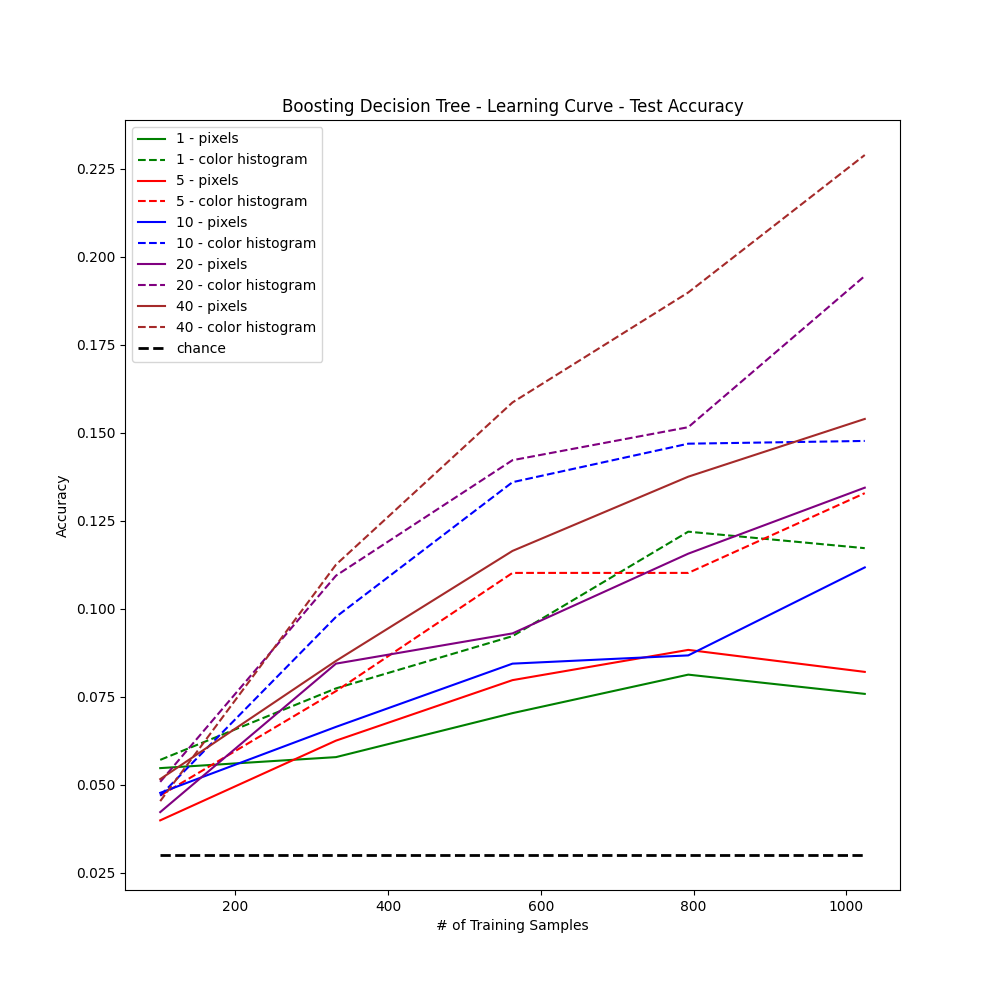 Boosting Decision Tree - Learning Curve - Test Accuracy
1 - pixels
1 - color histogram
5 - pixels
5 - color histogram
10 - pixels
10 - color histogram
20 - pixels
20 - color histogram
40 - pixels
40 - color histogram
chance
Accuracy
0.225
0.200
0.175
0.150
0.125
0.100
0.075
0.050
0.025
200 400 600 800 1000
# of Training Samples